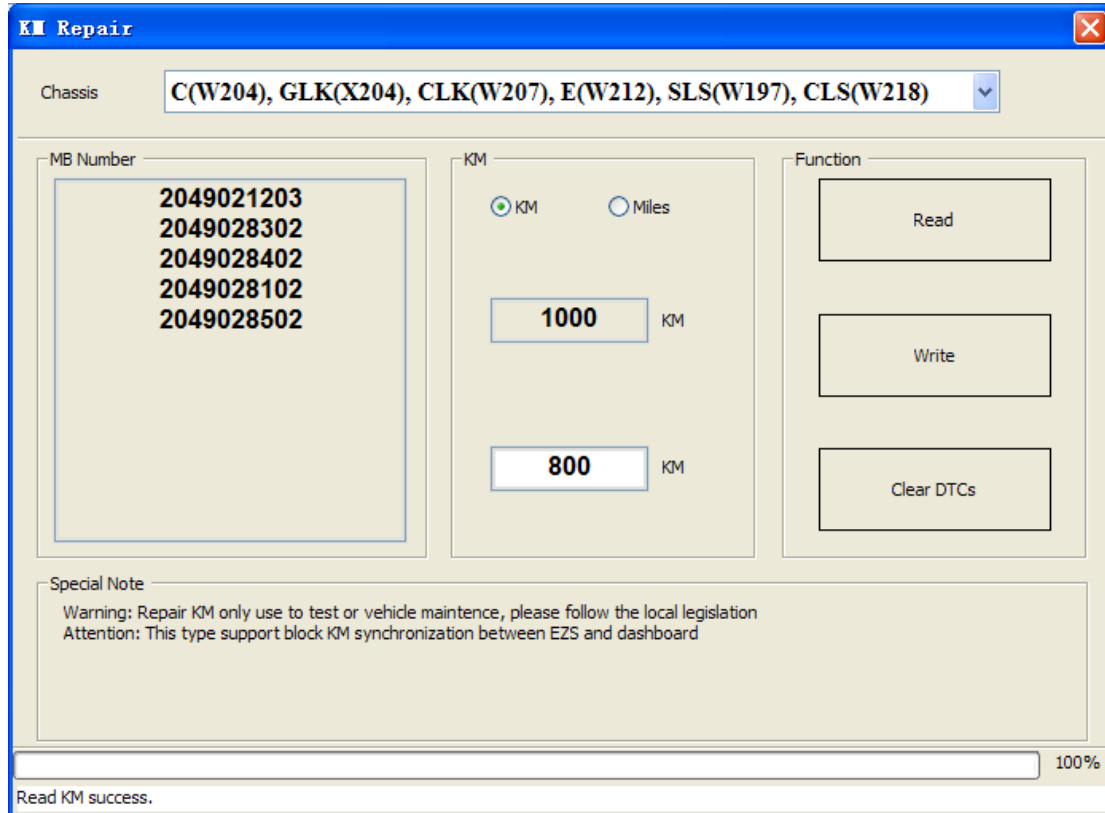 KM Repair
Chassis
C(W204), GLK(X204), CLK(W207), E(W212), SLS(W197), CLS(W218)
MB Number
2049021203
2049028302
2049028402
2049028102
2049028502
KM
KM Miles
1000 KM
800 KM
Function
Read
Write
Clear DTCs
Special Note
Warning: Repair KM only use to test or vehicle maintence, please follow the local legislation
Attention: This type support block KM synchronization between EZS and dashboard
100%
Read KM success.